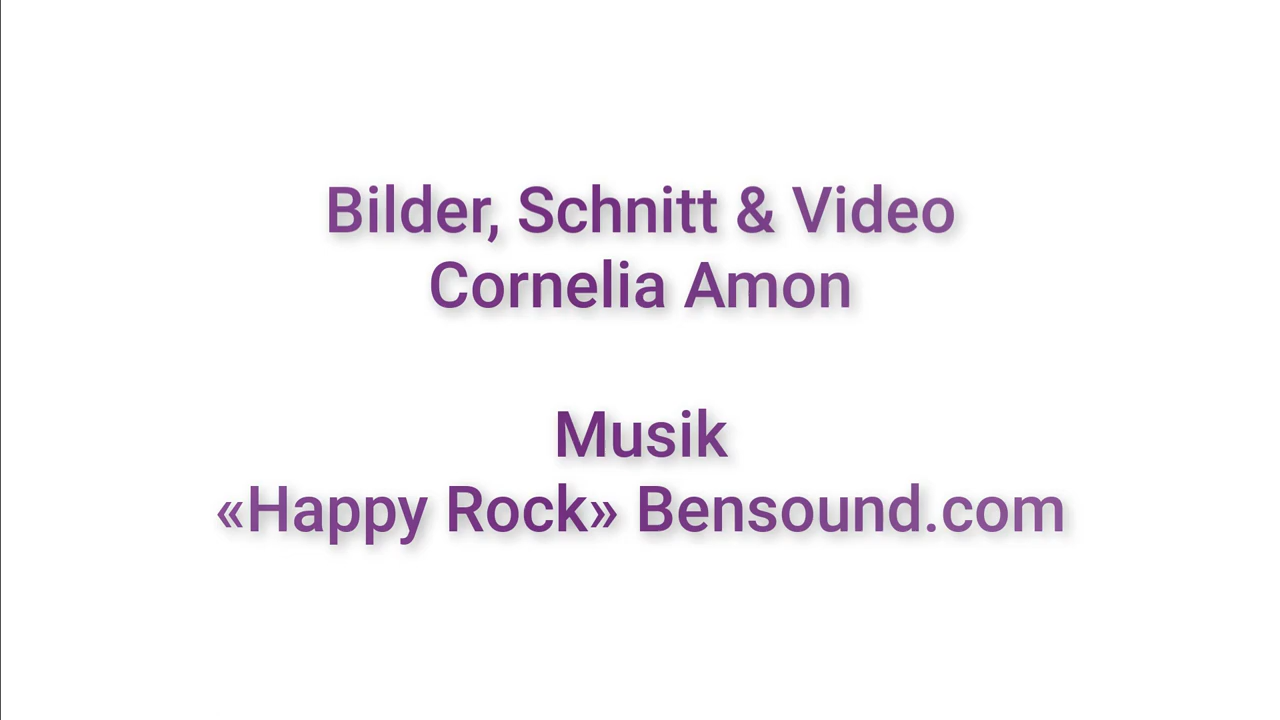 Bilder, Schnitt & Video
Cornelia Amon
Musik
«Happy Rock» Bensound.com